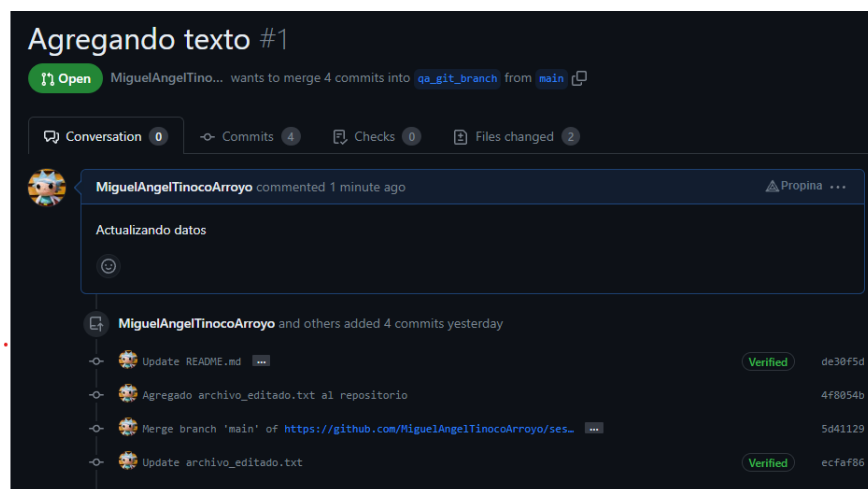 Agregando texto #1
Open MiguelAngelTino... wants to merge 4 commits into qa_git_branch from main
Conversation 0 Commits 4 Checks 0 Files changed 2
MiguelAngelTinocoArroyo commented 1 minute ago Propina ...
Actualizando datos
MiguelAngelTinocoArroyo and others added 4 commits yesterday
Update README.md ... Verified de30f5d
Agregado archivo_editado.txt al repositorio 4f8054b
Merge branch 'main' of https://github.com/MiguelAngelTinocoArroyo/ses… ... 5d41129
Update archivo_editado.txt Verified ecfaf86